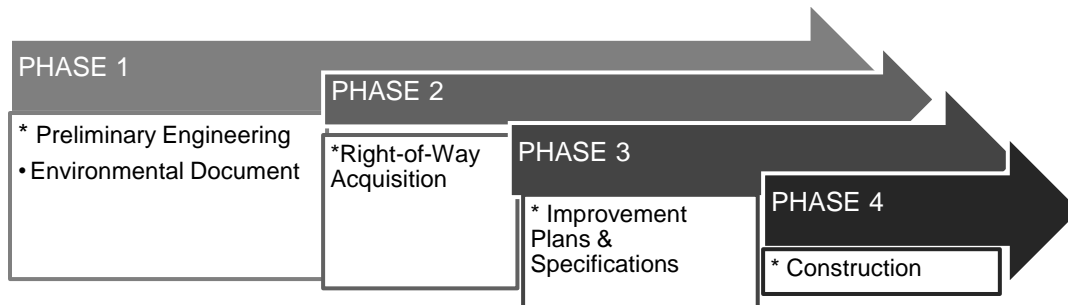 PHASE 1
* Preliminary Engineering
• Environmental Document
PHASE 2
*Right-of-Way
Acquisition
PHASE 3
* Improvement
Plans &
Specifications
PHASE 4
* Construction